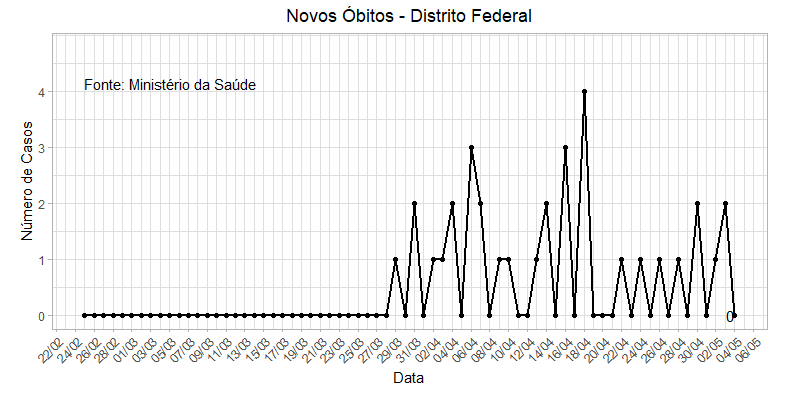 Novos Óbitos - Distrito Federal
Fonte: Ministério da Saúde
Número de Casos
4
3
2
1
0
0
22/02 24/02 26/02 28/02 01/03 03/03 05/03 07/03 09/03 11/03 13/03 15/03 17/03 19/03 21/03 23/03 25/03 27/03 29/03 31/03 02/04 04/04 06/04 08/04 10/04 12/04 14/04 16/04 18/04 20/04 22/04 24/04 26/04 28/04 30/04 02/05 04/05 06/05
Data